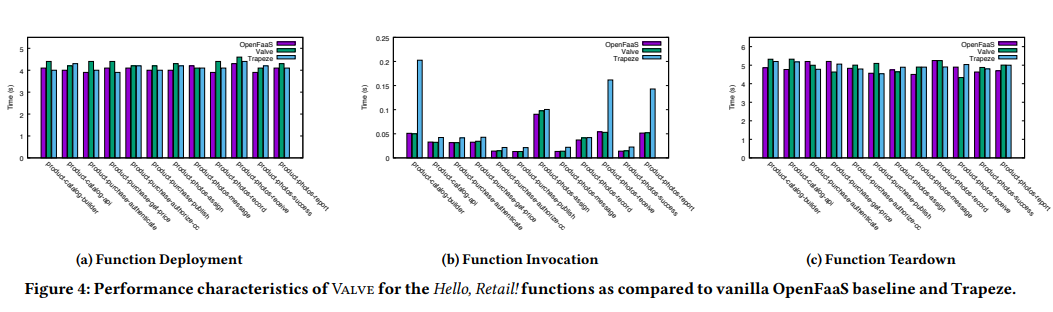 OpenFaaS
Valve
Trapeze
Time (s)
5
4
3
2
1
0
product-catalog-builder
product-catalog-api
product-purchase-authenticate
product-purchase-get-price
product-purchase-authorize-cc
product-purchase-publish
product-photos-assign
product-photos-message
product-photos-record
product-photos-receive
product-photos-success
product-photos-report
(a) Function Deployment
OpenFaaS
Valve
Trapeze
Time (s)
0.25
0.2
0.15
0.1
0.05
0
product-catalog-builder
product-catalog-api
product-purchase-authenticate
product-purchase-get-price
product-purchase-authorize-cc
product-purchase-publish
product-photos-assign
product-photos-message
product-photos-record
product-photos-receive
product-photos-success
product-photos-report
(b) Function Invocation
OpenFaaS
Valve
Trapeze
Time (s)
6
5
4
3
2
1
0
product-catalog-builder
product-catalog-api
product-purchase-authenticate
product-purchase-get-price
product-purchase-authorize-cc
product-purchase-publish
product-photos-assign
product-photos-message
product-photos-record
product-photos-receive
product-photos-success
product-photos-report
(c) Function Teardown
Figure 4: Performance characteristics of VALVE for the Hello, Retail! functions as compared to vanilla OpenFaaS baseline and Trapeze.